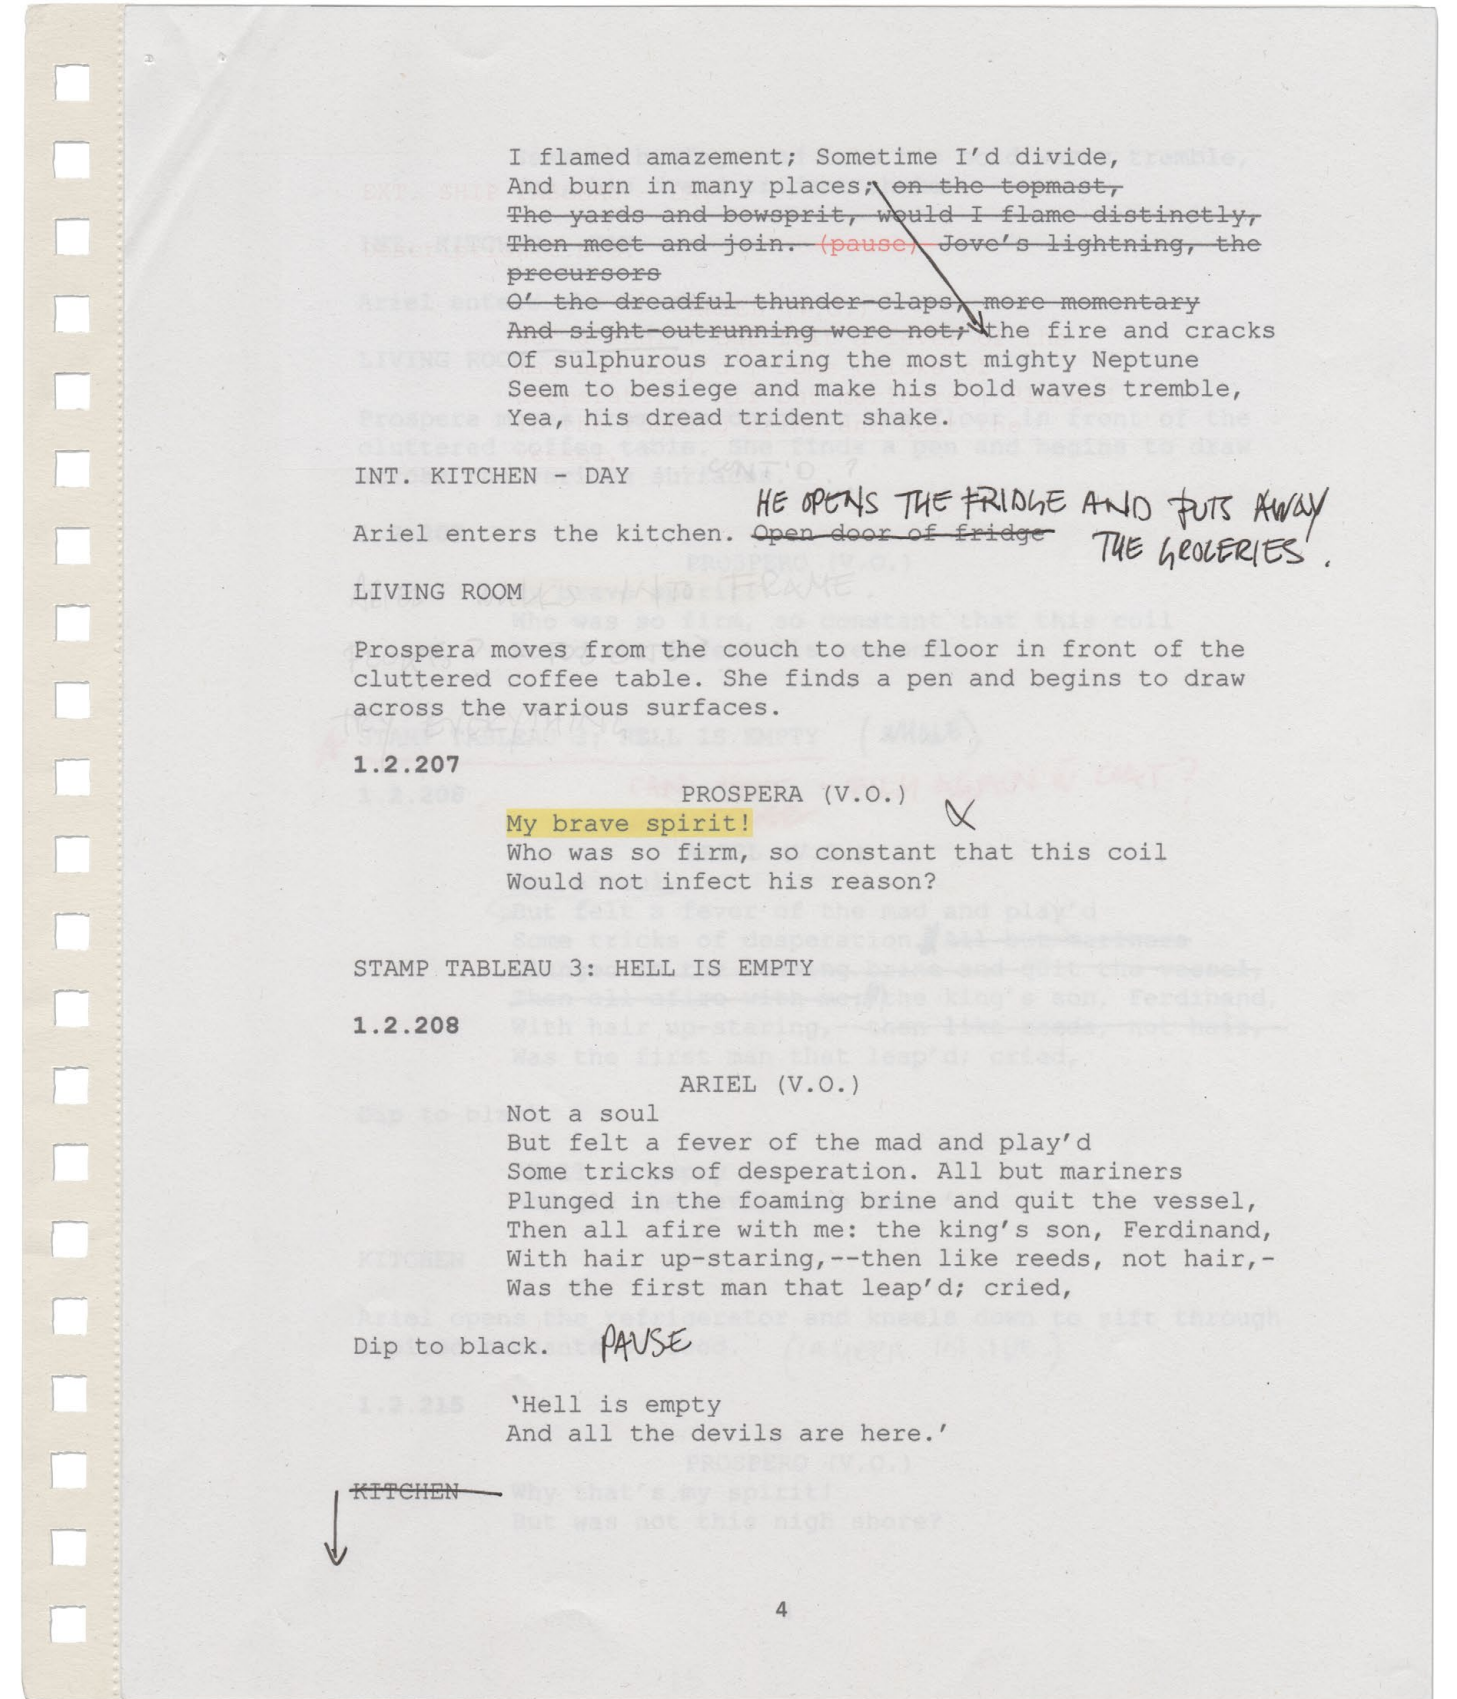 I flamed amazement; Sometime I'd divide,
And burn in many places; on the topmast,
The yards and bowsprit, would I flame distinctly,
Then meet and join. (pause) Jove's lightning, the
precursors
O' the dreadful thunder-claps, more momentary
And sight-outrunning were not; the fire and cracks
Of sulphurous roaring the most mighty Neptune
Seem to besiege and make his bold waves tremble,
Yea, his dread trident shake.
INT. KITCHEN - DAY
HE OPENS THE FRIDGE AND PUTS AWAY
Ariel enters the kitchen. Open door of fridge
THE GROCERIES.
LIVING ROOM
Prospera moves from the couch to the floor in front of the
cluttered coffee table. She finds a pen and begins to draw
across the various surfaces.
1.2.207
PROSPERA (V.O.)
My brave spirit!
Who was so firm, so constant that this coil
Would not infect his reason?
STAMP TABLEAU 3: HELL IS EMPTY
1.2.208
ARIEL (V.O.)
Not a soul
But felt a fever of the mad and play'd
Some tricks of desperation. All but mariners
Plunged in the foaming brine and quit the vessel,
Then all afire with me: the king's son, Ferdinand,
With hair up-staring,--then like reeds, not hair,-
Was the first man that leap'd; cried,
Dip to black. PAUSE
'Hell is empty
And all the devils are here.'
KITCHEN
4